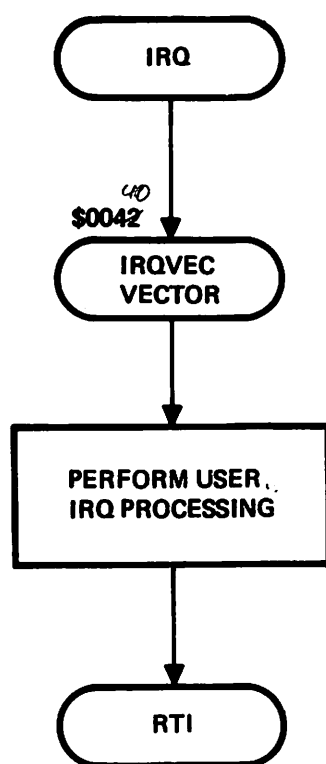 IRQ
40
$0042
IRQVEC
VECTOR
PERFORM USER
IRQ PROCESSING
RTI